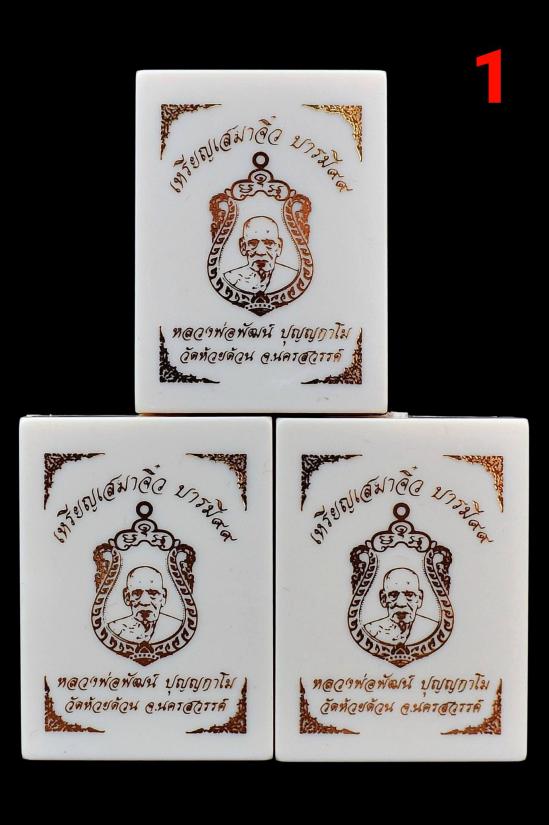 1
เหรียญเสมาจิ๋ว บารมี๙๙
หลวงพ่อพัฒน์ ปุญญกาโม
วัดห้วยด้วน จ.นครสวรรค์
เหรียญเสมาจิ๋ว บารมี๙๙
หลวงพ่อพัฒน์ ปุญญกาโม
วัดห้วยด้วน จ.นครสวรรค์
เหรียญเสมาจิ๋ว บารมี๙๙
หลวงพ่อพัฒน์ ปุญญกาโม
วัดห้วยด้วน จ.นครสวรรค์